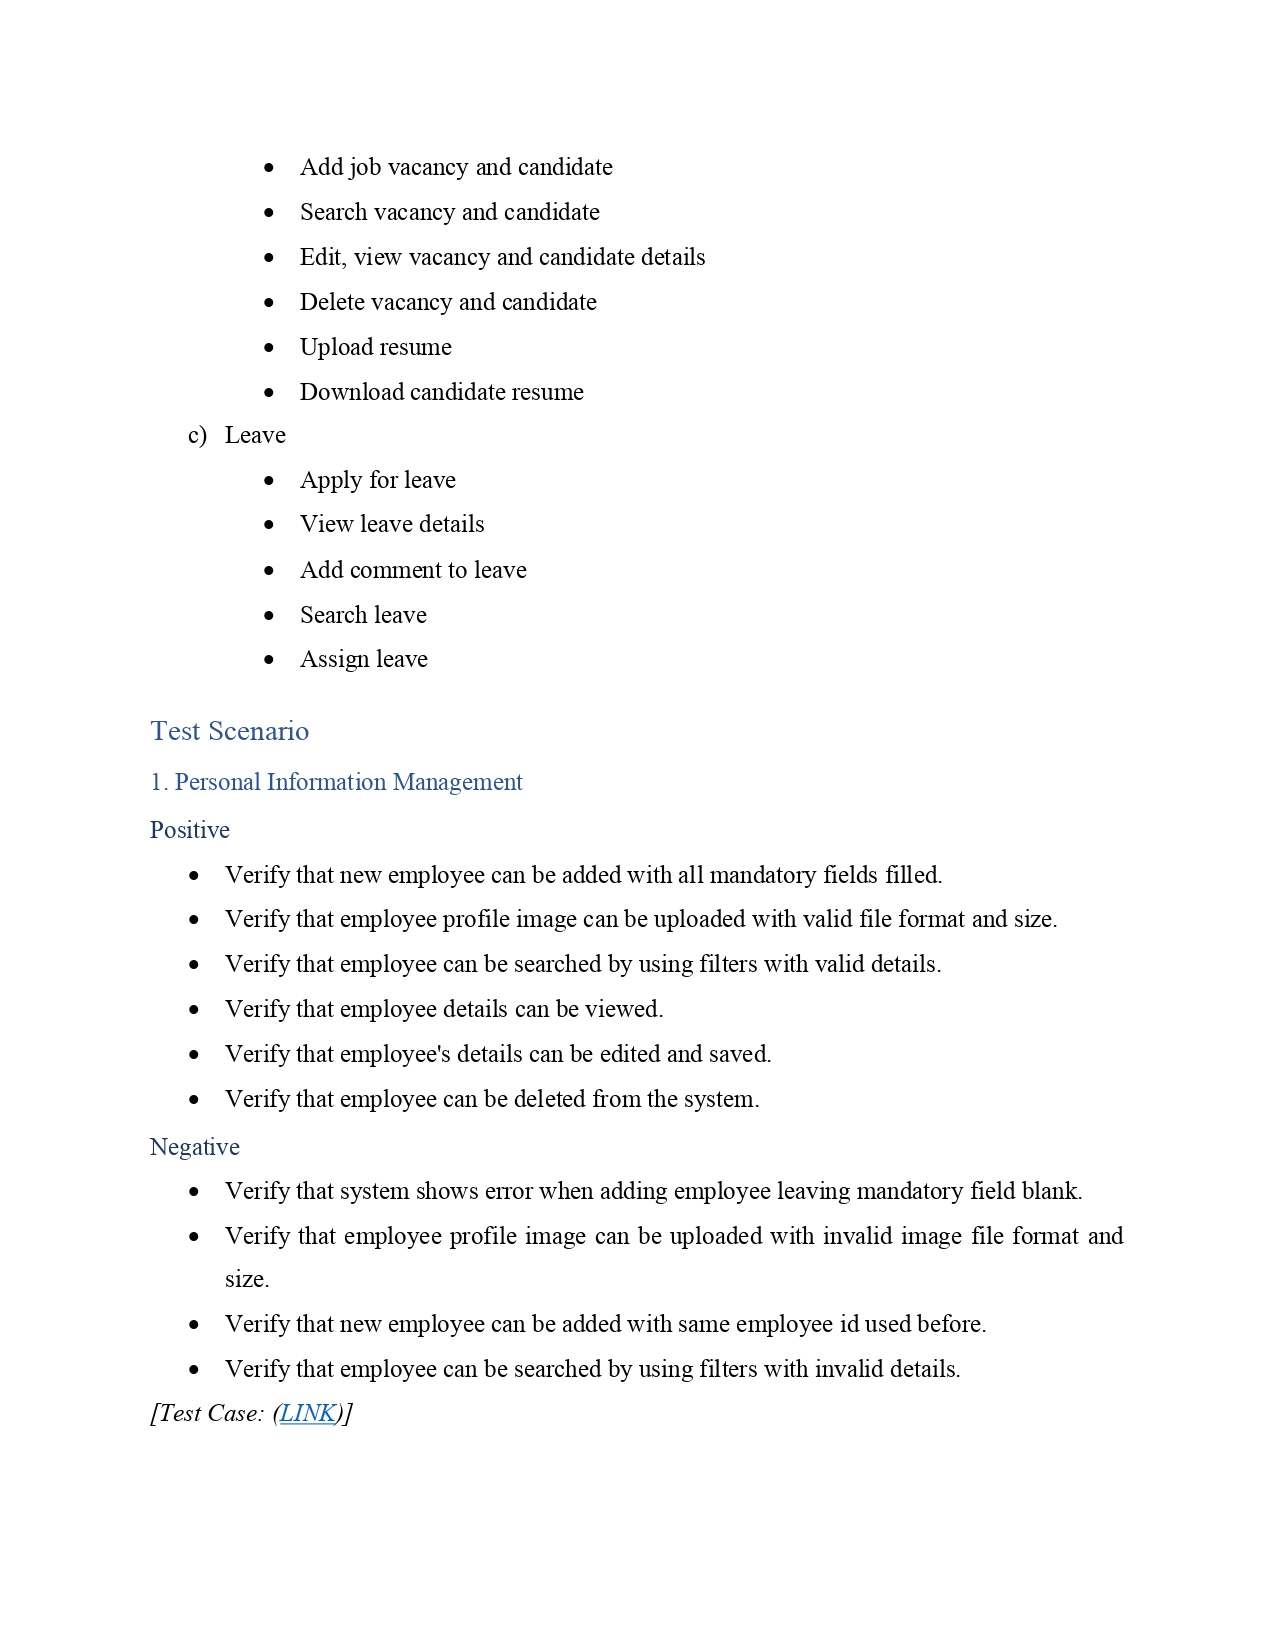 • Add job vacancy and candidate
• Search vacancy and candidate
• Edit, view vacancy and candidate details
• Delete vacancy and candidate
• Upload resume
• Download candidate resume
c) Leave
• Apply for leave
• View leave details
• Add comment to leave
• Search leave
• Assign leave
Test Scenario
1. Personal Information Management
Positive
• Verify that new employee can be added with all mandatory fields filled.
• Verify that employee profile image can be uploaded with valid file format and size.
• Verify that employee can be searched by using filters with valid details.
• Verify that employee details can be viewed.
• Verify that employee's details can be edited and saved.
• Verify that employee can be deleted from the system.
Negative
• Verify that system shows error when adding employee leaving mandatory field blank.
• Verify that employee profile image can be uploaded with invalid image file format and
size.
• Verify that new employee can be added with same employee id used before.
• Verify that employee can be searched by using filters with invalid details.
[Test Case: (LINK)]